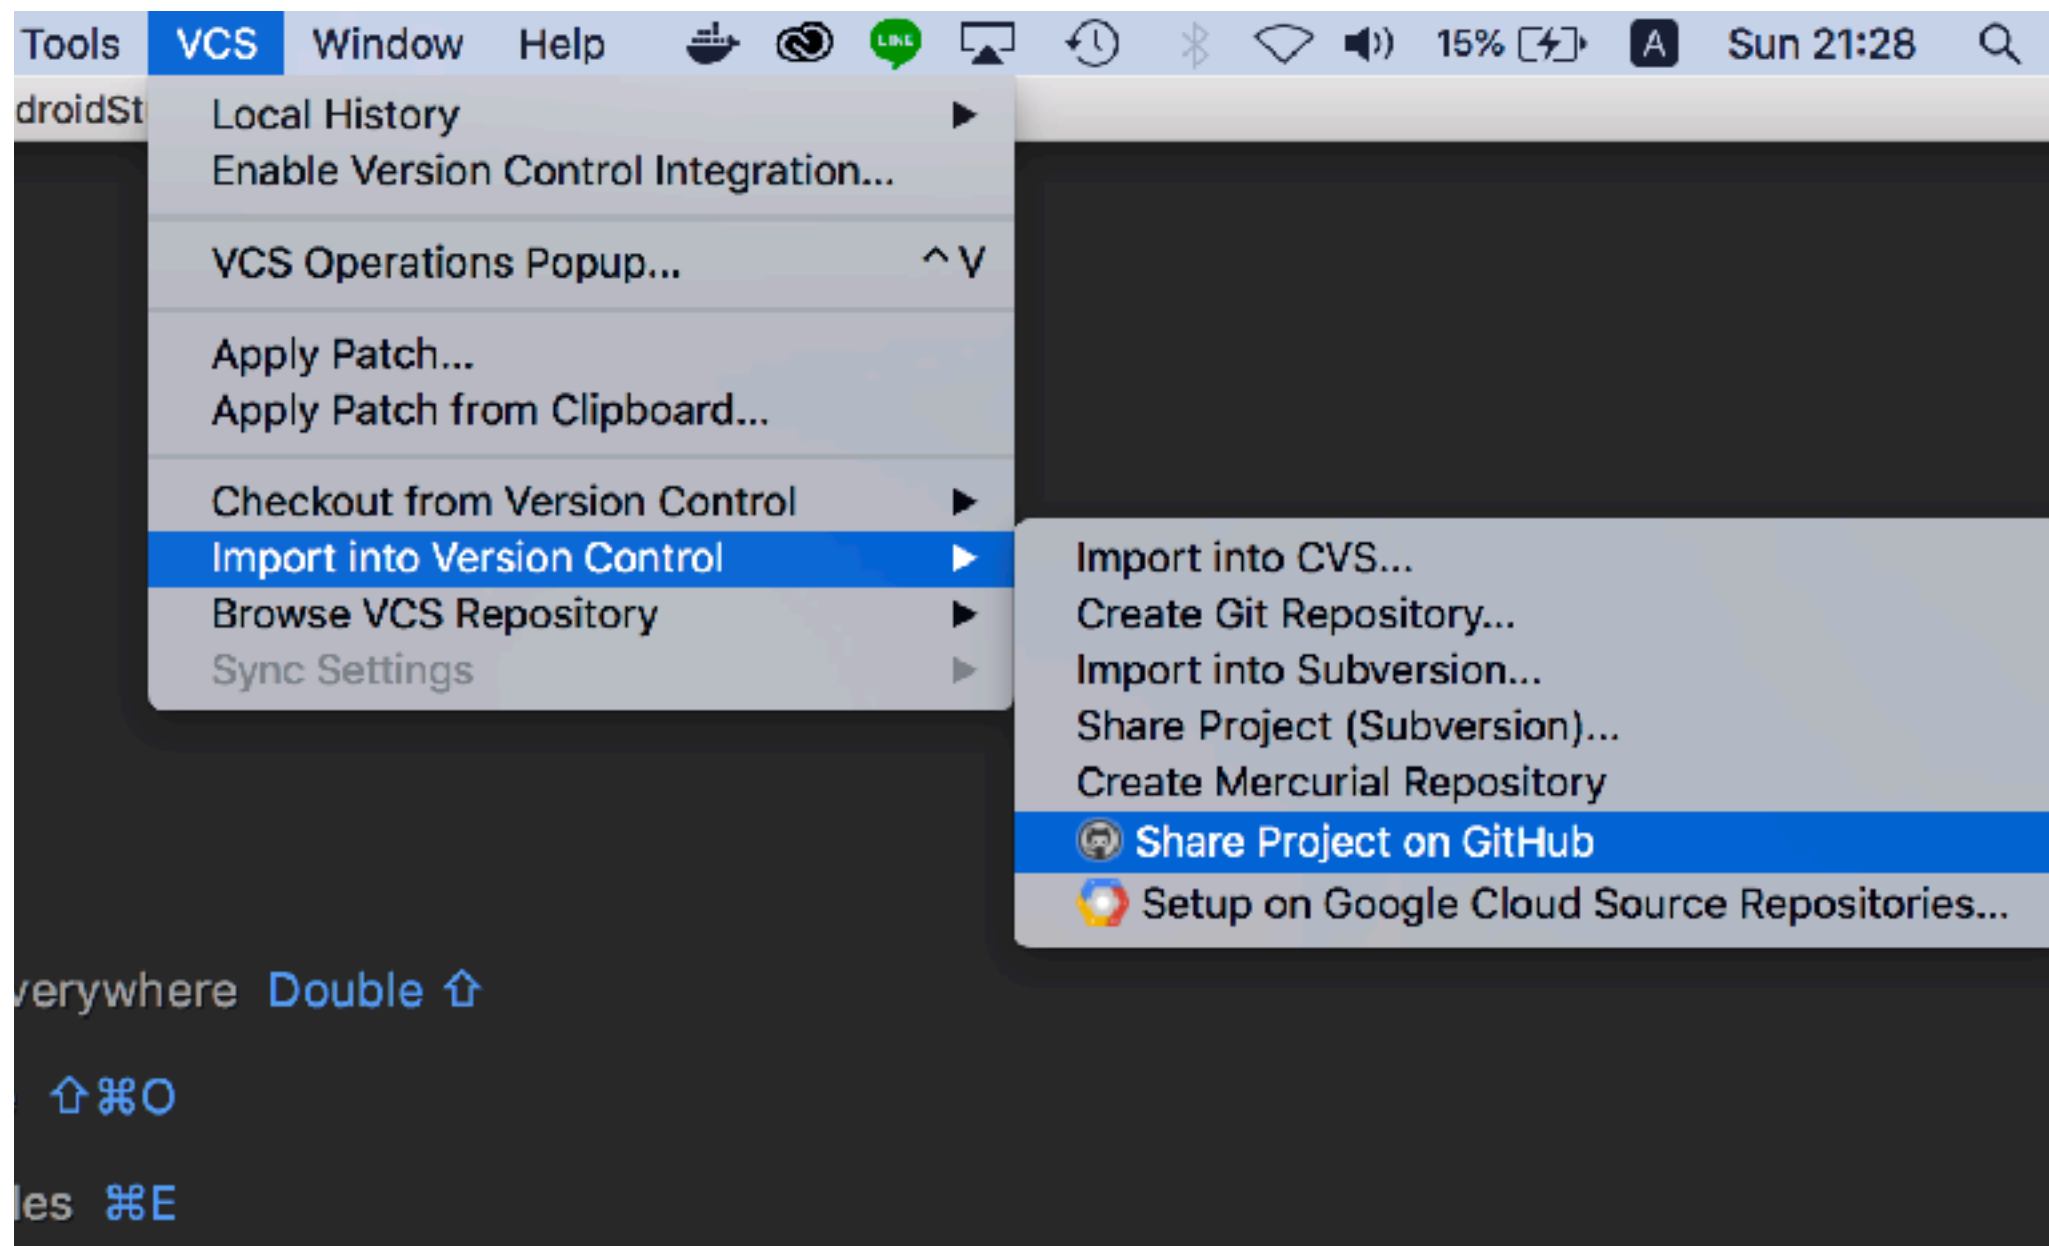 Tools VCS Window Help LINE 15% A Sun 21:28
droidSt
Local History
Enable Version Control Integration...
VCS Operations Popup... ^V
Apply Patch...
Apply Patch from Clipboard...
Checkout from Version Control
Import into Version Control
Browse VCS Repository
Sync Settings
Import into CVS...
Create Git Repository...
Import into Subversion...
Share Project (Subversion)...
Create Mercurial Repository
Share Project on GitHub
Setup on Google Cloud Source Repositories...
verywhere Double ⇧
⇧⌘O
les ⌘E